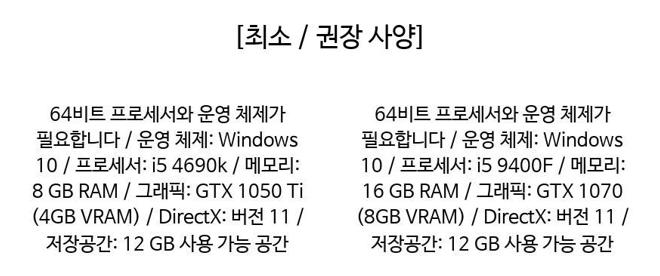 [최소 / 권장 사양]
64비트 프로세서와 운영 체제가
필요합니다 / 운영 체제: Windows
10 / 프로세서: i5 4690k / 메모리:
8 GB RAM / 그래픽: GTX 1050 Ti
(4GB VRAM) / DirectX: 버전 11 /
저장공간: 12 GB 사용 가능 공간
64비트 프로세서와 운영 체제가
필요합니다 / 운영 체제: Windows
10 / 프로세서: i5 9400F / 메모리:
16 GB RAM / 그래픽: GTX 1070
(8GB VRAM) / DirectX: 버전 11 /
저장공간: 12 GB 사용 가능 공간